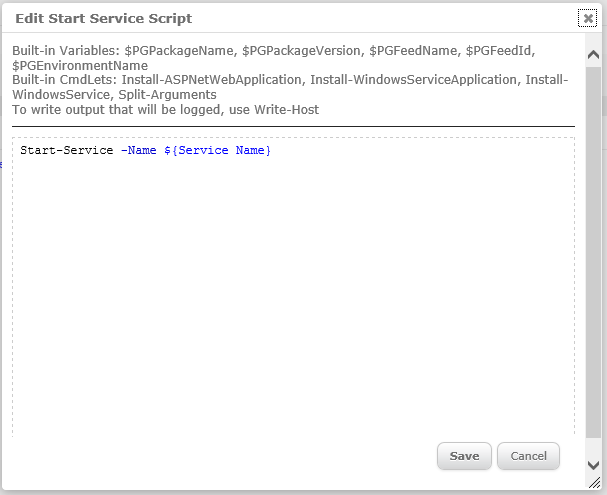 Edit Start Service Script
Built-in Variables: $PGPackageName, $PGPackageVersion, $PGFeedName, $PGFeedId,
$PGEnvironmentName
Built-in CmdLets: Install-ASPNetWebApplication, Install-WindowsServiceApplication, Install-
WindowsService, Split-Arguments
To write output that will be logged, use Write-Host
Start-Service -Name ${Service Name}
Save
Cancel